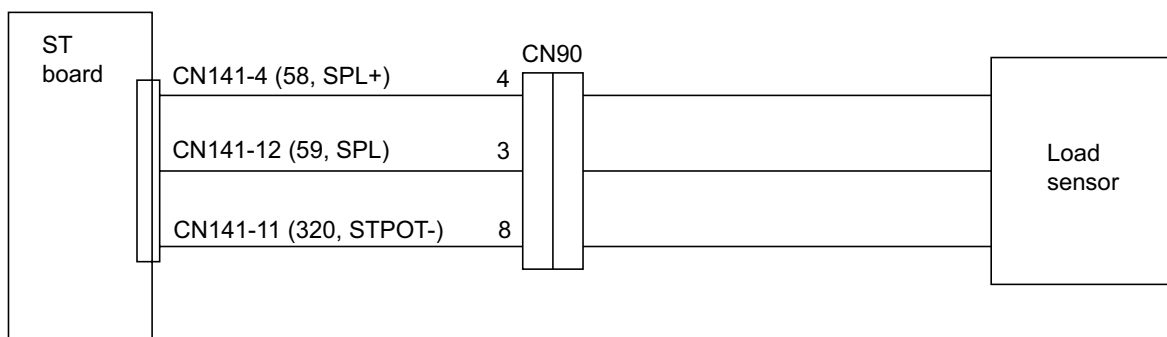 ST
board
CN90
CN141-4 (58, SPL+) 4
CN141-12 (59, SPL) 3
CN141-11 (320, STPOT-) 8
Load
sensor